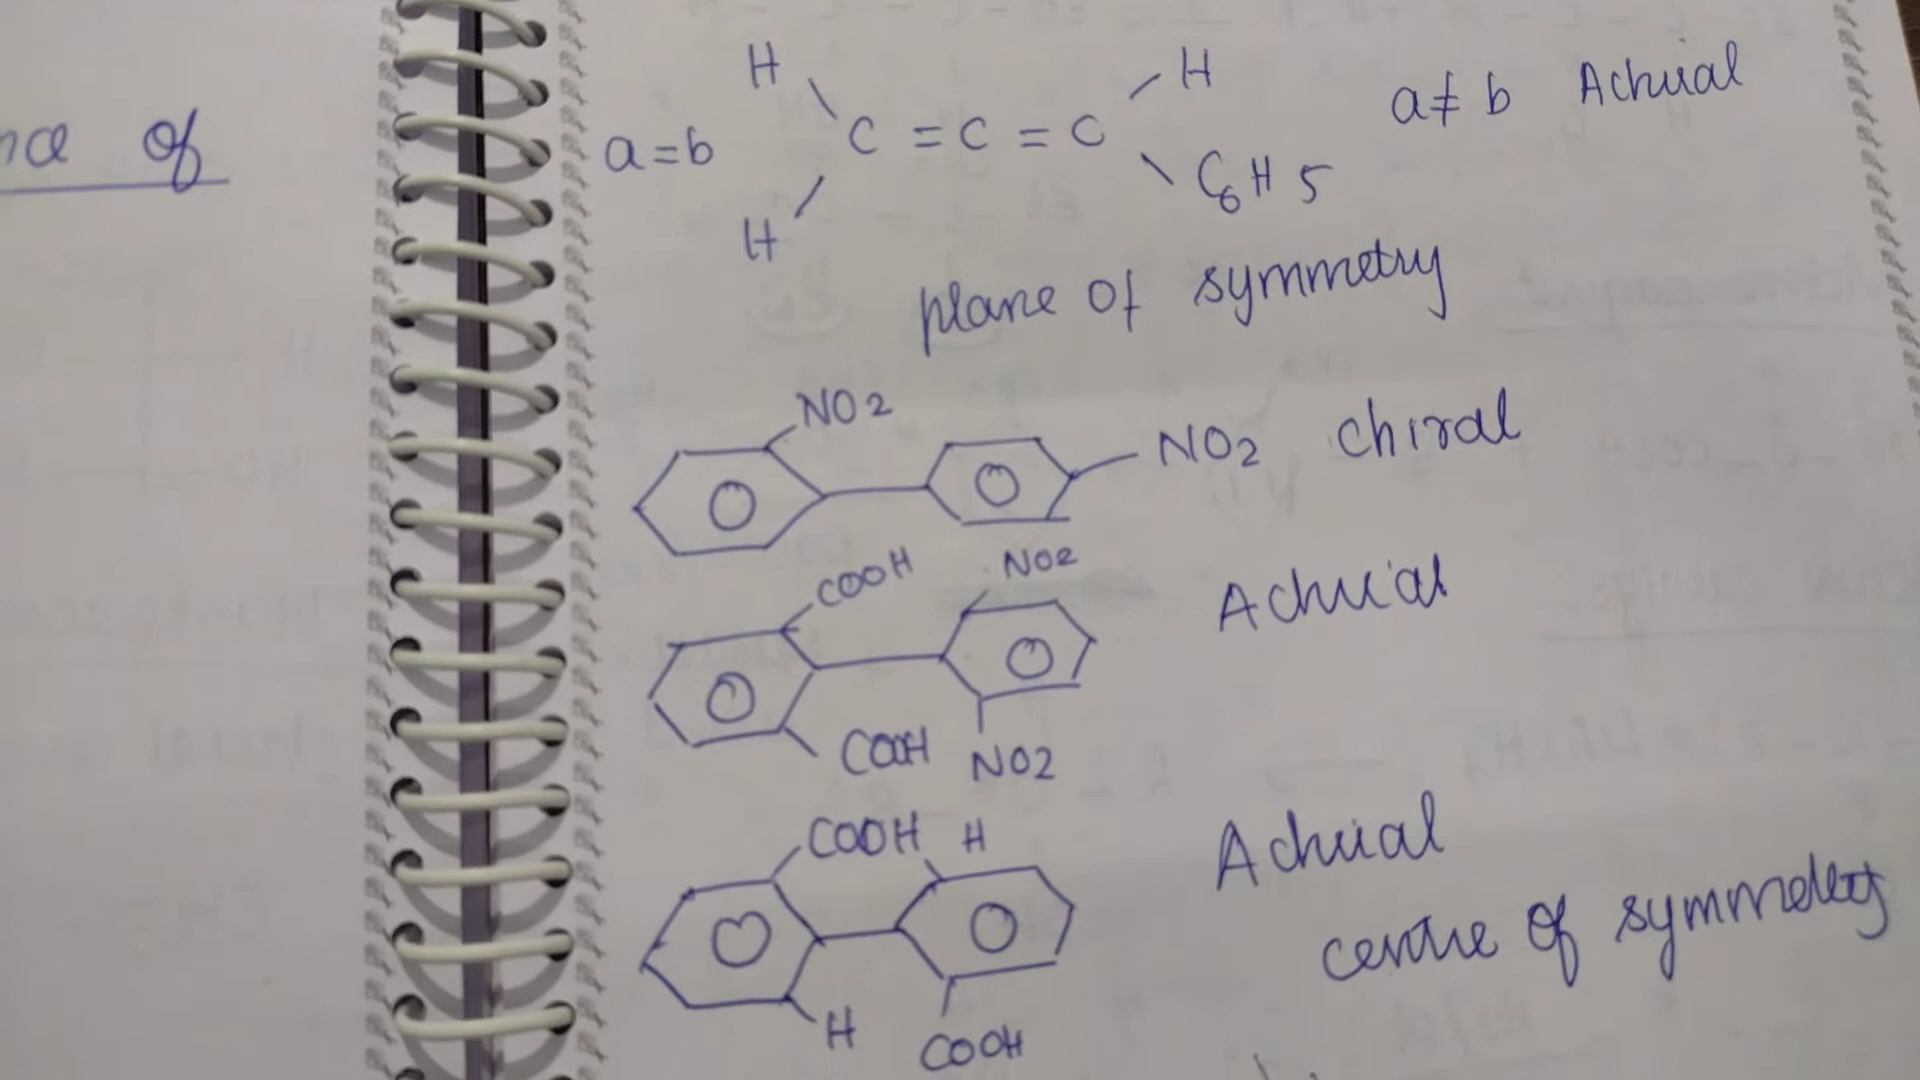 of
H H
a=b C = C = C a≠ b Achiral
H C6H5
plane of symmetry
NO2
NO2 chiral
COOH NO2
Achiral
COOH NO2
COOH H
Achiral
centre of symmetry
H COOH